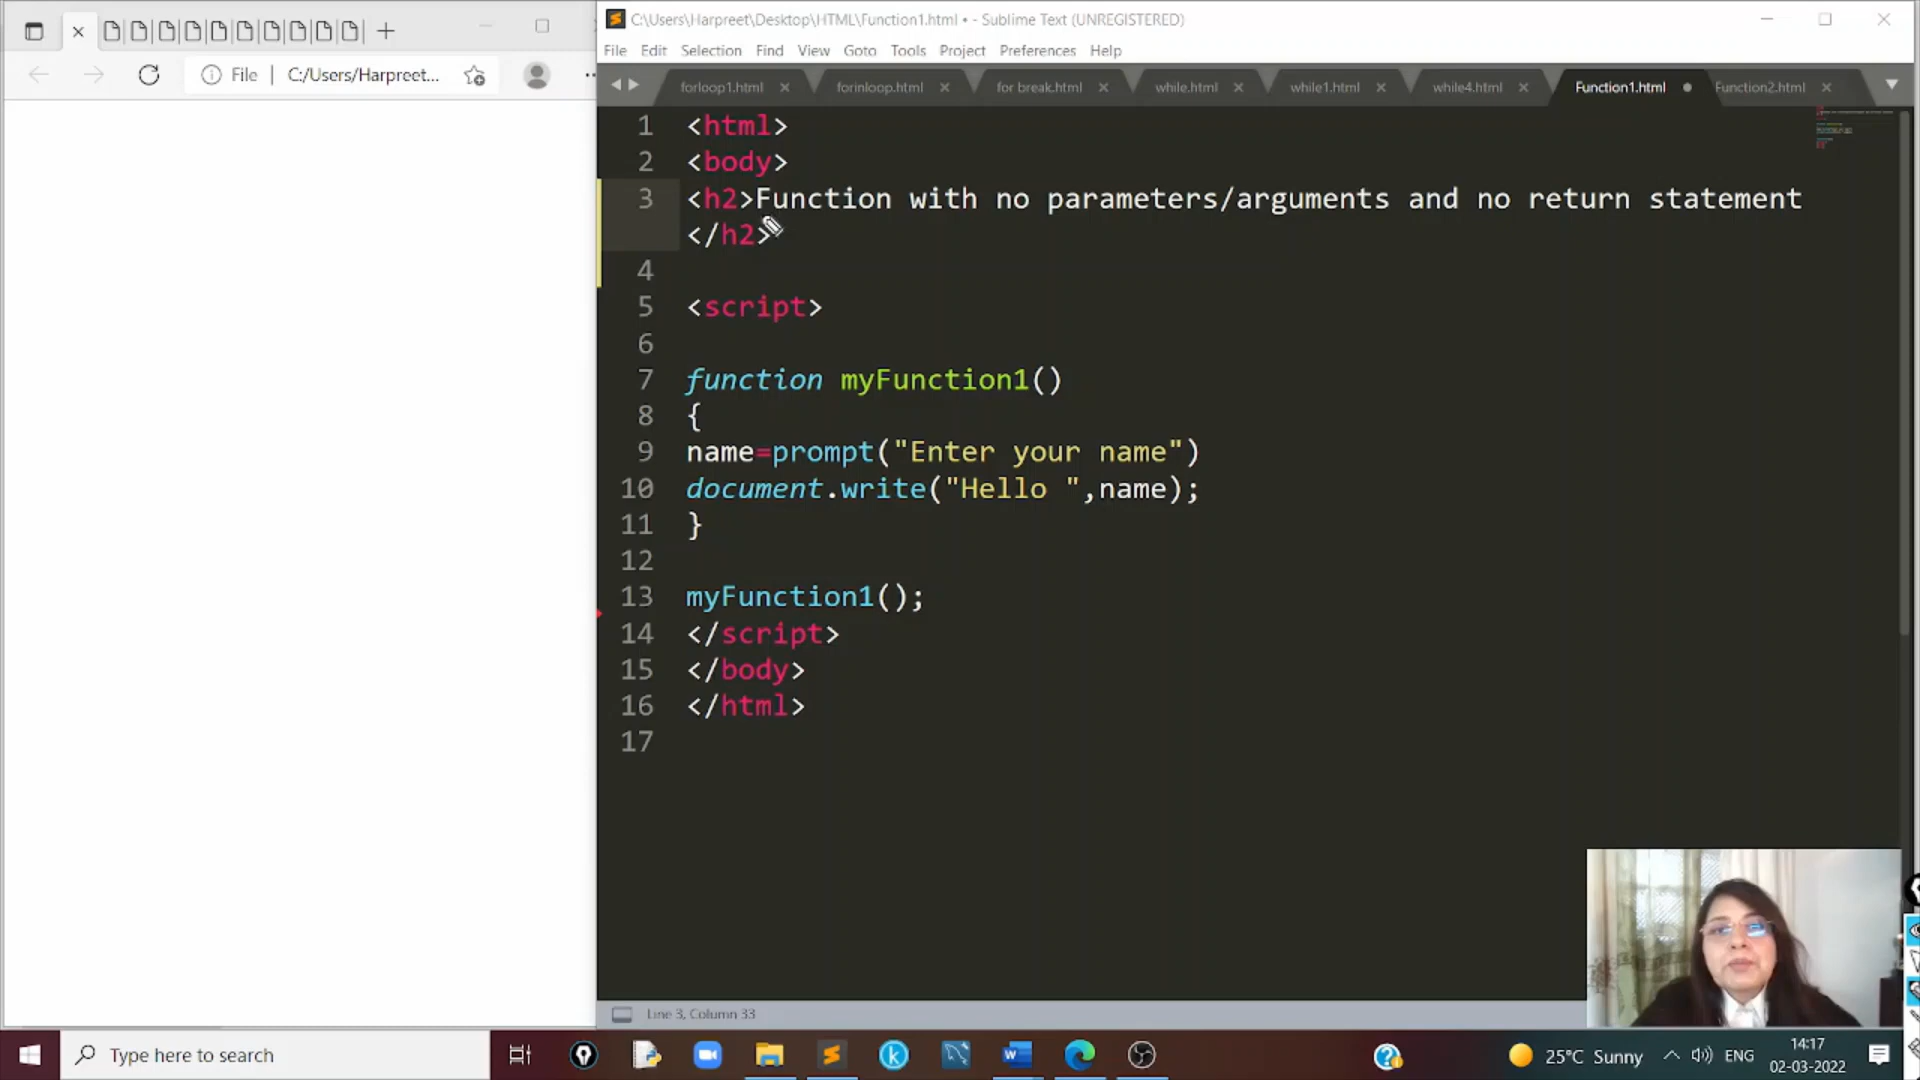 File C:/Users/Harpreet...
C:\Users\Harpreet\Desktop\HTML\Function1.html • - Sublime Text (UNREGISTERED)
File Edit Selection Find View Goto Tools Project Preferences Help
forloop1.html forinloop.html for break.html while.html while1.html while4.html Function1.html Function2.html
1 <html>
2 <body>
3 <h2>Function with no parameters/arguments and no return statement
</h2>
4
5 <script>
6
7 function myFunction1()
8 {
9 name=prompt("Enter your name")
10 document.write("Hello ",name);
11 }
12
13 myFunction1();
14 </script>
15 </body>
16 </html>
17
Line 3, Column 33
Type here to search
25°C Sunny
ENG
14:17
02-03-2022